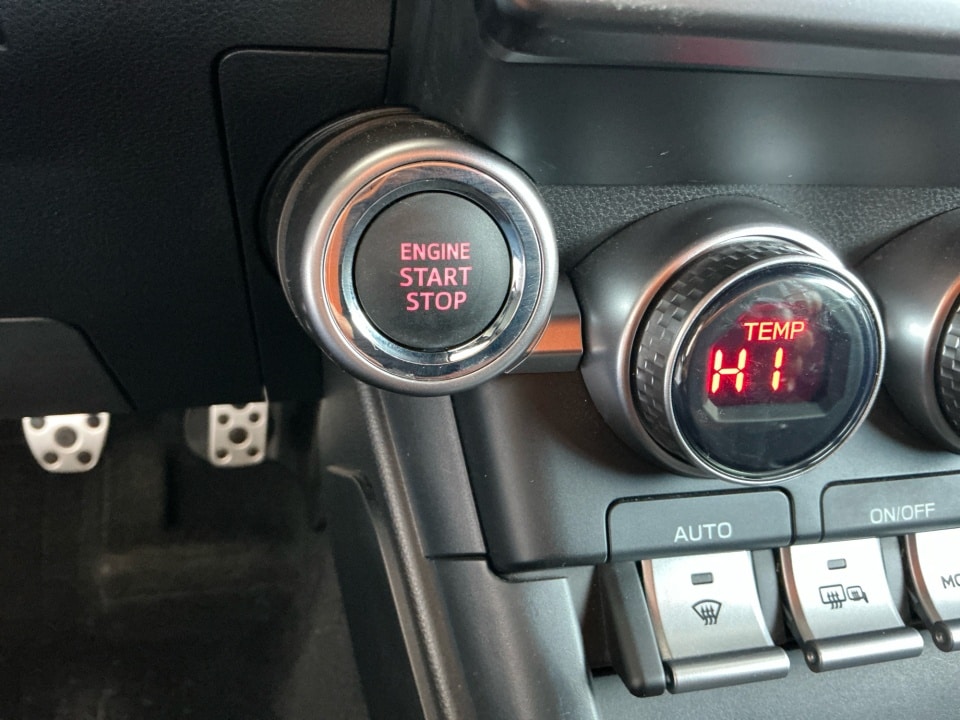 ENGINE
START
STOP
TEMP
HI
AUTO
ON/OFF